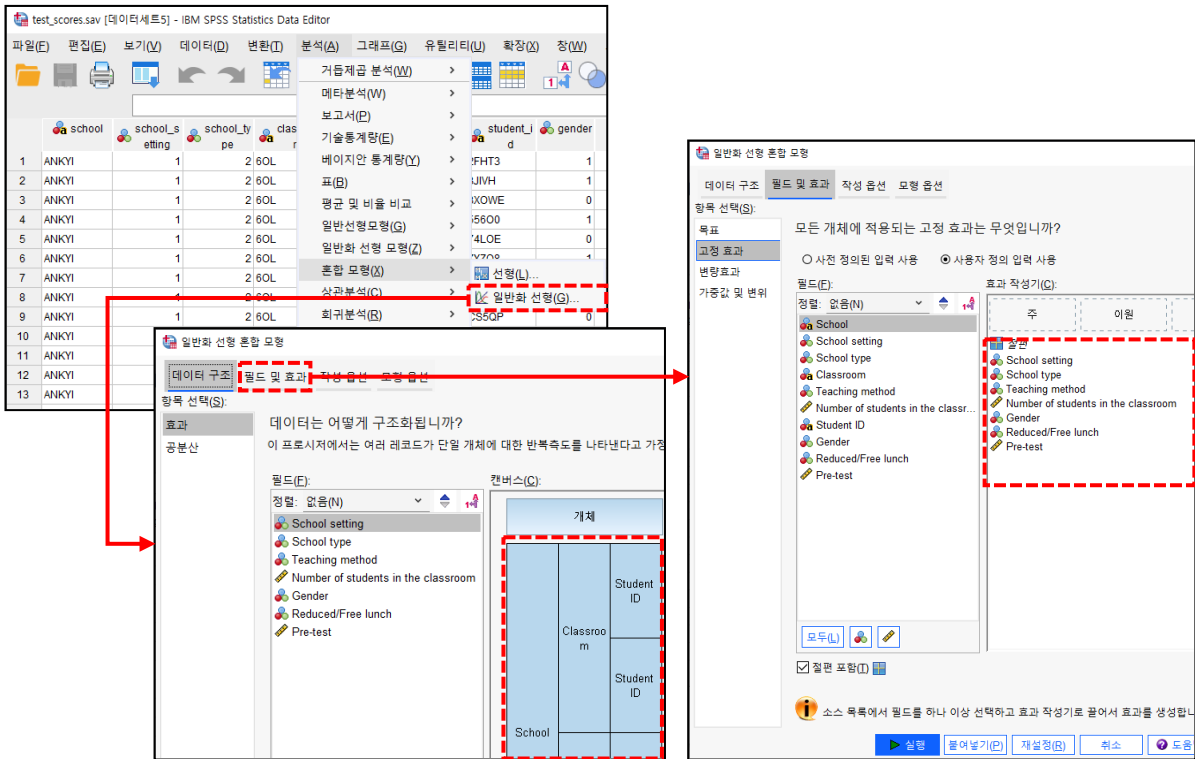 test_scores.sav [데이터세트5] - IBM SPSS Statistics Data Editor
파일(F) 편집(E) 보기(V) 데이터(D) 변환(T) 분석(A) 그래프(G) 유틸리티(U) 확장(X) 창(W)
거듭제곱 분석(W)
메타분석(W)
보고서(P)
기술통계량(E)
베이지안 통계량(Y)
표(B)
평균 및 비율 비교
일반선형모형(G)
일반화 선형 모형(Z)
혼합 모형(X)
상관분석(C)
회귀분석(R)
선형(L)...
일반화 선형(G)...
school school_setting school_type clas student_id gender
1 ANKYI 1 2 6OL FHT3 1
2 ANKYI 1 2 6OL JIVH 1
3 ANKYI 1 2 6OL XOWE 0
4 ANKYI 1 2 6OL 56O0 1
5 ANKYI 1 2 6OL 4LOE 0
6 ANKYI 1 2 6OL 1
7 ANKYI 1 2 6OL
8 ANKYI 1 2 6OL
9 ANKYI 1 2 6OL CS5QP 0
10 ANKYI
11 ANKYI
12 ANKYI
13 ANKYI
일반화 선형 혼합 모형
데이터 구조 필드 및 효과 작성 옵션 모형 옵션
항목 선택(S):
효과
공분산
데이터는 어떻게 구조화됩니까?
이 프로시저에서는 여러 레코드가 단일 개체에 대한 반복측도를 나타낸다고 가정
필드(F):
정렬: 없음(N)
School setting
School type
Teaching method
Number of students in the classroom
Gender
Reduced/Free lunch
Pre-test
캔버스(C):
개체
School
Classroo
m
Student
ID
Student
ID
일반화 선형 혼합 모형
데이터 구조 필드 및 효과 작성 옵션 모형 옵션
항목 선택(S):
목표
고정 효과
변량효과
가중값 및 변위
모든 개체에 적용되는 고정 효과는 무엇입니까?
사전 정의된 입력 사용 사용자 정의 입력 사용
필드(F):
정렬: 없음(N)
School
School setting
School type
Classroom
Teaching method
Number of students in the classr...
Student ID
Gender
Reduced/Free lunch
Pre-test
모두(L)
효과 작성기(C):
주 이원
절편
School setting
School type
Teaching method
Number of students in the classroom
Gender
Reduced/Free lunch
Pre-test
절편 포함(T)
소스 목록에서 필드를 하나 이상 선택하고 효과 작성기로 끌어서 효과를 생성합니
실행 붙여넣기(P) 재설정(R) 취소 도움